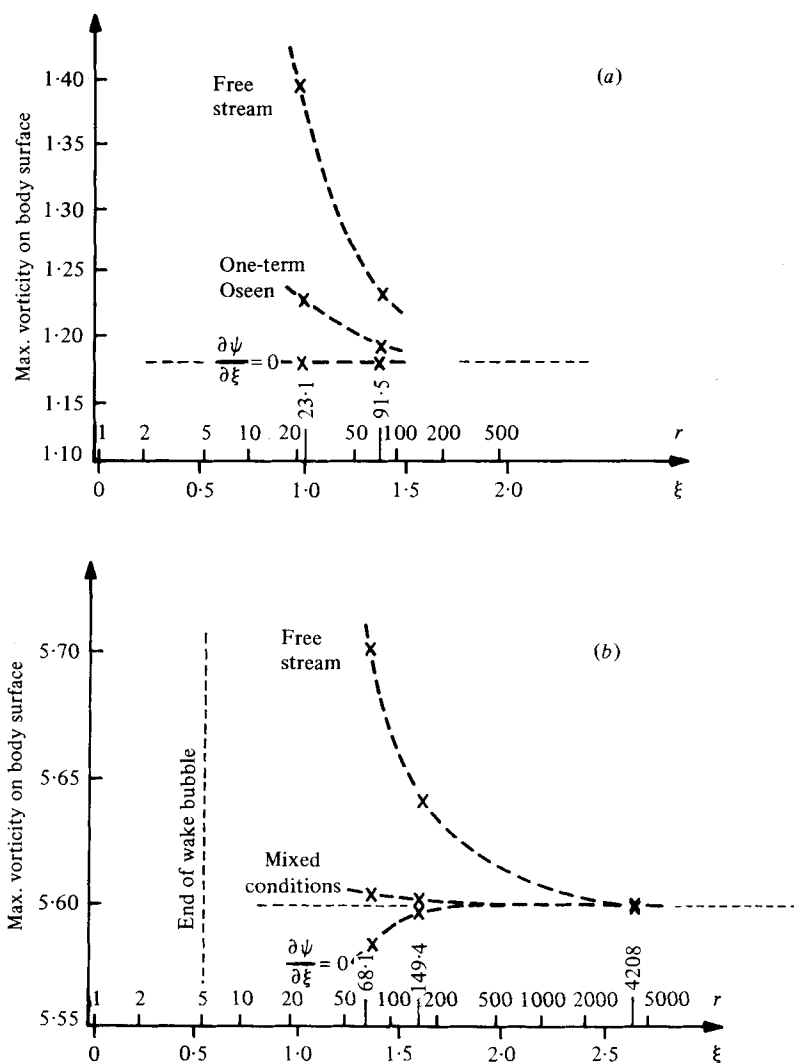 (a)
Max. vorticity on body surface
1·40
1·35
1·30
1·25
1·20
1·15
1·10
Free
stream
One-term
Oseen
∂ψ/∂ξ = 0
23·1
91·5
1 2 5 10 20 50 100 200 500 r
0 0·5 1·0 1·5 2·0 ξ
(b)
Max. vorticity on body surface
5·70
5·65
5·60
5·55
End of wake bubble
Free
stream
Mixed
conditions
∂ψ/∂ξ = 0
68·1
149·4
4208
1 2 5 10 20 50 100 200 500 1000 2000 5000 r
0 0·5 1·0 1·5 2·0 2·5 ξ